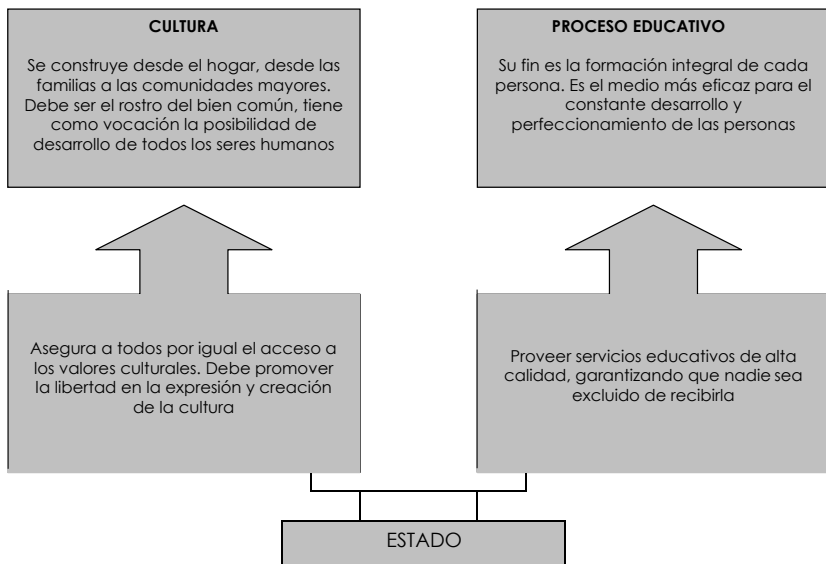 CULTURA
Se construye desde el hogar, desde las
familias a las comunidades mayores.
Debe ser el rostro del bien común, tiene
como vocación la posibilidad de
desarrollo de todos los seres humanos
PROCESO EDUCATIVO
Su fin es la formación integral de cada
persona. Es el medio más eficaz para el
constante desarrollo y
perfeccionamiento de las personas
Asegura a todos por igual el acceso a
los valores culturales. Debe promover
la libertad en la expresión y creación
de la cultura
Proveer servicios educativos de alta
calidad, garantizando que nadie sea
excluido de recibirla
ESTADO